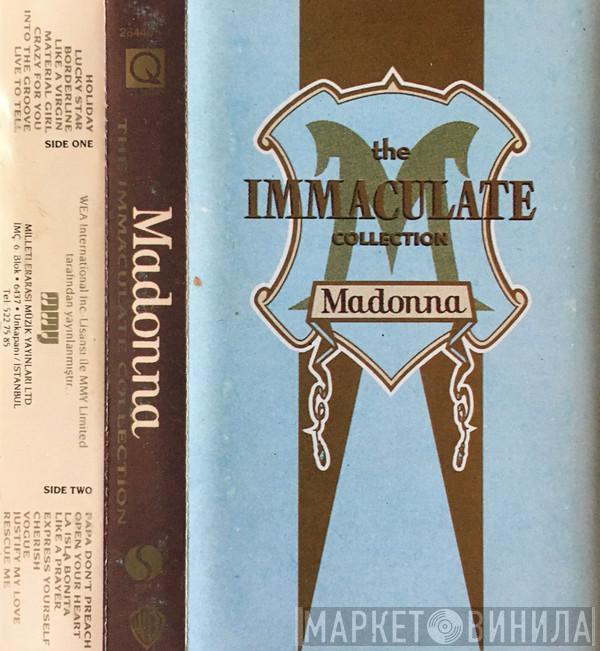 HOLIDAY
LUCKY STAR
BORDERLINE
LIKE A VIRGIN
MATERIAL GIRL
CRAZY FOR YOU
INTO THE GROOVE
LIVE TO TELL
SIDE ONE
WEA International Inc. Lisansı ile MMY Limited
tarafından yayınlanmıştır.
mmy
MİLLETLERARASI MÜZİK YAYINLARI LTD
İMÇ 6 Blok • 6437 • Unkapanı / İSTANBUL
Tel. 522 75 85
SIDE TWO
PAPA DON'T PREACH
OPEN YOUR HEART
LA ISLA BONITA
LIKE A PRAYER
EXPRESS YOURSELF
CHERISH
VOGUE
JUSTIFY MY LOVE
RESCUE ME
Madonna
THE IMMACULATE COLLECTION
the
IMMACULATE
COLLECTION
Madonna
МАРКЕТ ВИНИЛА